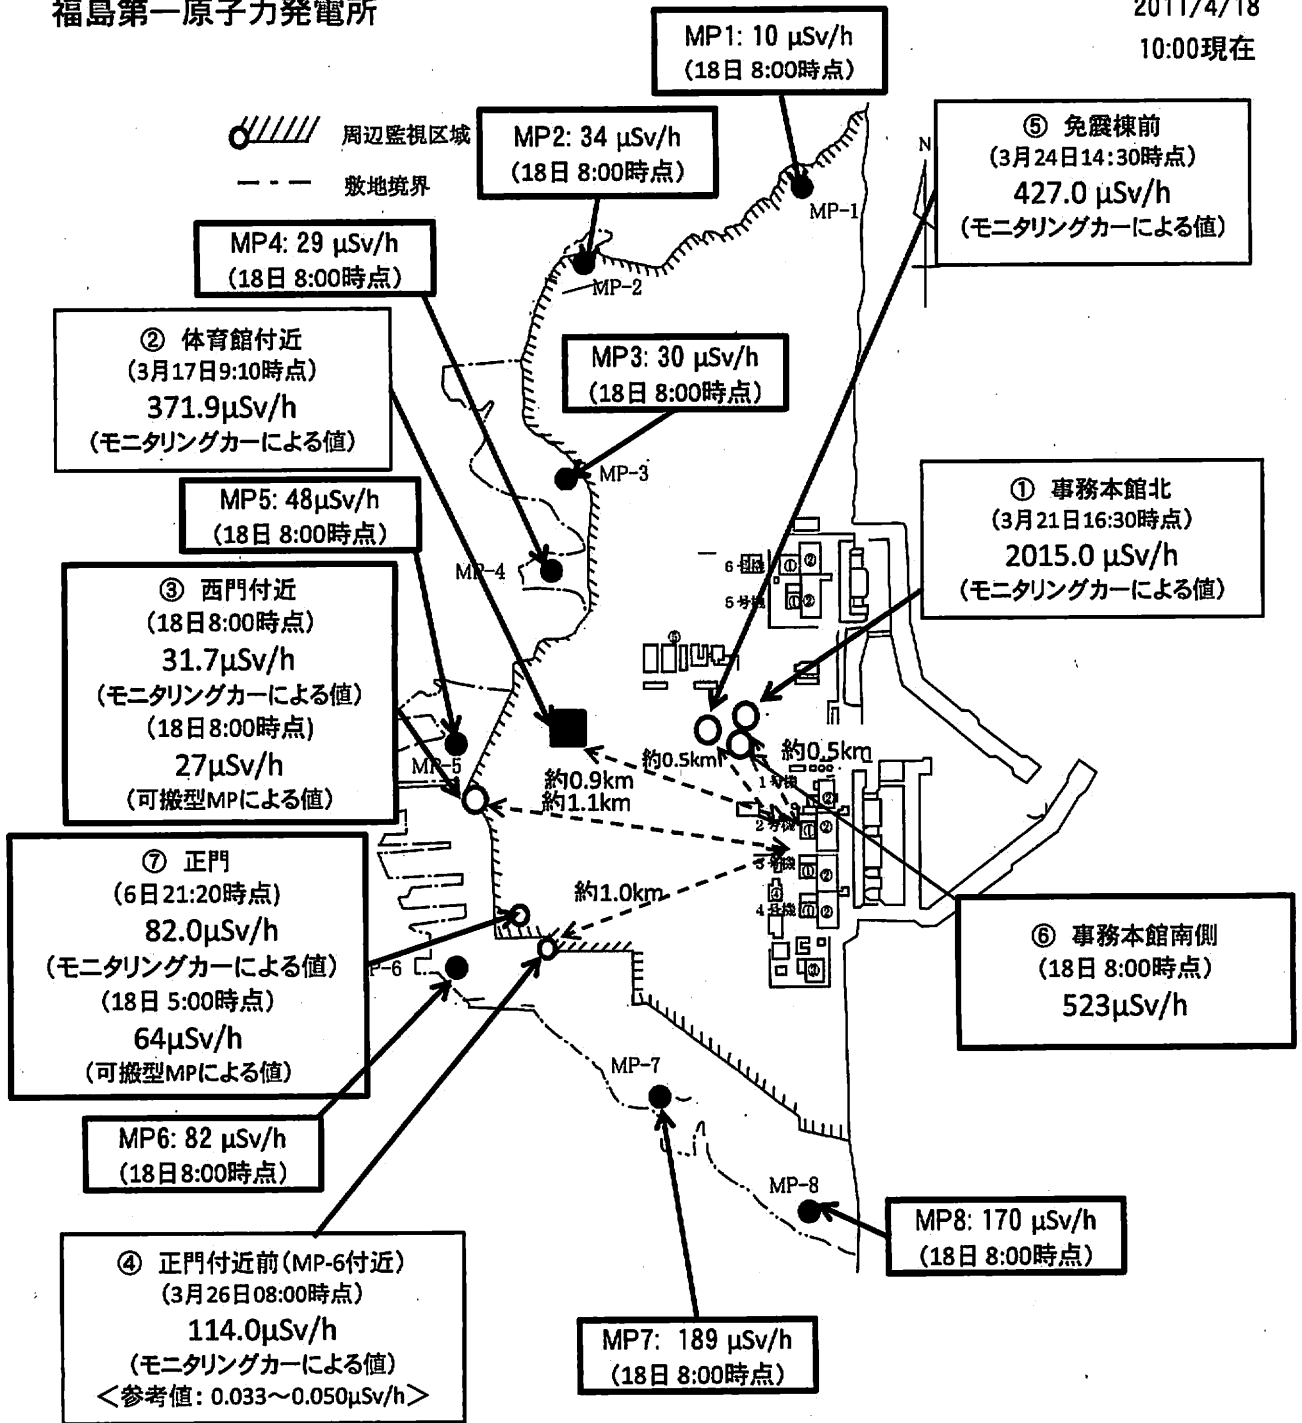 福島第一原子力発電所
2011/4/18
10:00現在
周辺監視区域
敷地境界
MP1: 10 μSv/h
(18日 8:00時点)
MP2: 34 μSv/h
(18日 8:00時点)
⑤ 免震棟前
(3月24日14:30時点)
427.0 μSv/h
(モニタリングカーによる値)
N
MP-1
MP4: 29 μSv/h
(18日 8:00時点)
MP-2
② 体育館付近
(3月17日9:10時点)
371.9μSv/h
(モニタリングカーによる値)
MP3: 30 μSv/h
(18日 8:00時点)
MP-3
MP5: 48μSv/h
(18日 8:00時点)
① 事務本館北
(3月21日16:30時点)
2015.0 μSv/h
(モニタリングカーによる値)
MP-4
6号機
① ②
5号機
① ②
③ 西門付近
(18日8:00時点)
31.7μSv/h
(モニタリングカーによる値)
(18日8:00時点)
27μSv/h
(可搬型MPによる値)
MP-5
約0.5km
約0.5km
約0.9km
約1.1km
1号機
②
2号機
① ②
3号機
① ②
④
4号機
① ②
約1.0km
⑦ 正門
(6日21:20時点)
82.0μSv/h
(モニタリングカーによる値)
(18日 5:00時点)
64μSv/h
(可搬型MPによる値)
P-6
⑥ 事務本館南側
(18日 8:00時点)
523μSv/h
MP-7
MP6: 82 μSv/h
(18日8:00時点)
MP-8
MP8: 170 μSv/h
(18日 8:00時点)
④ 正門付近前(MP-6付近)
(3月26日08:00時点)
114.0μSv/h
(モニタリングカーによる値)
＜参考値: 0.033～0.050μSv/h＞
MP7: 189 μSv/h
(18日 8:00時点)